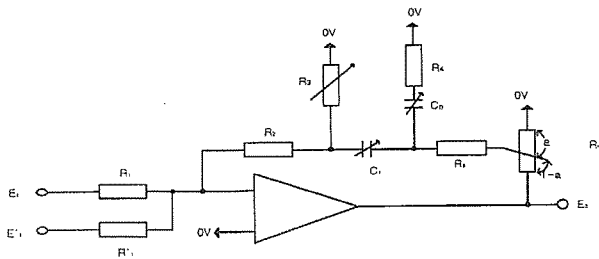 0V
0V
R₃
R₄
C₀
0V
a
1-a
R₂
C₁
R₅
E₁
R₁
E'₁
R'₁
0V
E₂